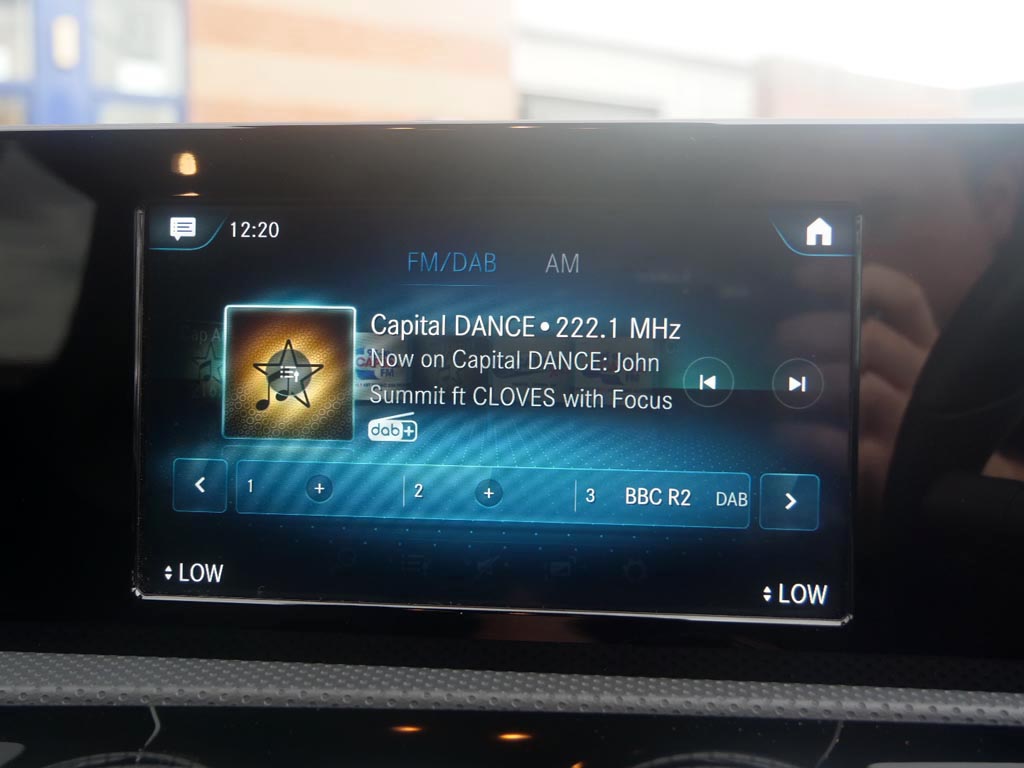 12:20
FM/DAB AM
Capital DANCE • 222.1 MHz
Now on Capital DANCE: John
Summit ft CLOVES with Focus
dab+
1 + 2 + 3 BBC R2 DAB
LOW
LOW